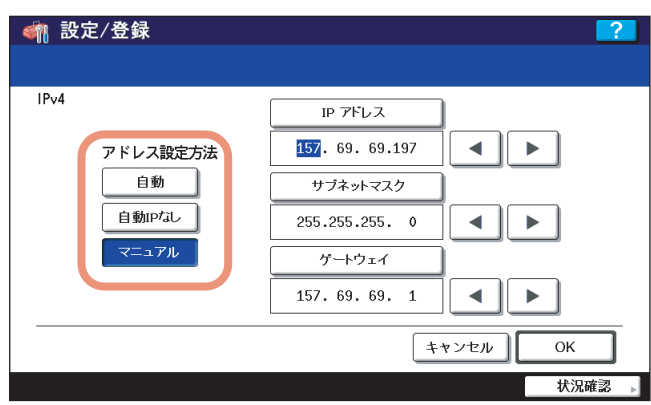 設定/登録
?
IPv4
アドレス設定方法
自動
自動IPなし
マニュアル
IP アドレス
157. 69. 69.197
サブネットマスク
255.255.255. 0
ゲートウェイ
157. 69. 69. 1
キャンセル
OK
状況確認